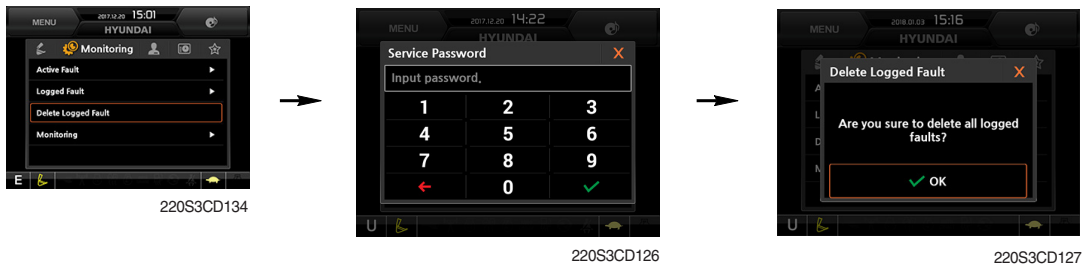 MENU 2017.12.20 15:01
HYUNDAI
Monitoring
Active Fault
Logged Fault
Delete Logged Fault
Monitoring
E
220S3CD134
MENU 2017.12.20 14:22
HYUNDAI
Service Password X
Input password.
1 2 3
4 5 6
7 8 9
0
U
220S3CD126
MENU 2018.01.03 15:16
HYUNDAI
Delete Logged Fault X
A
L
D
M
Are you sure to delete all logged
faults?
OK
U
220S3CD127